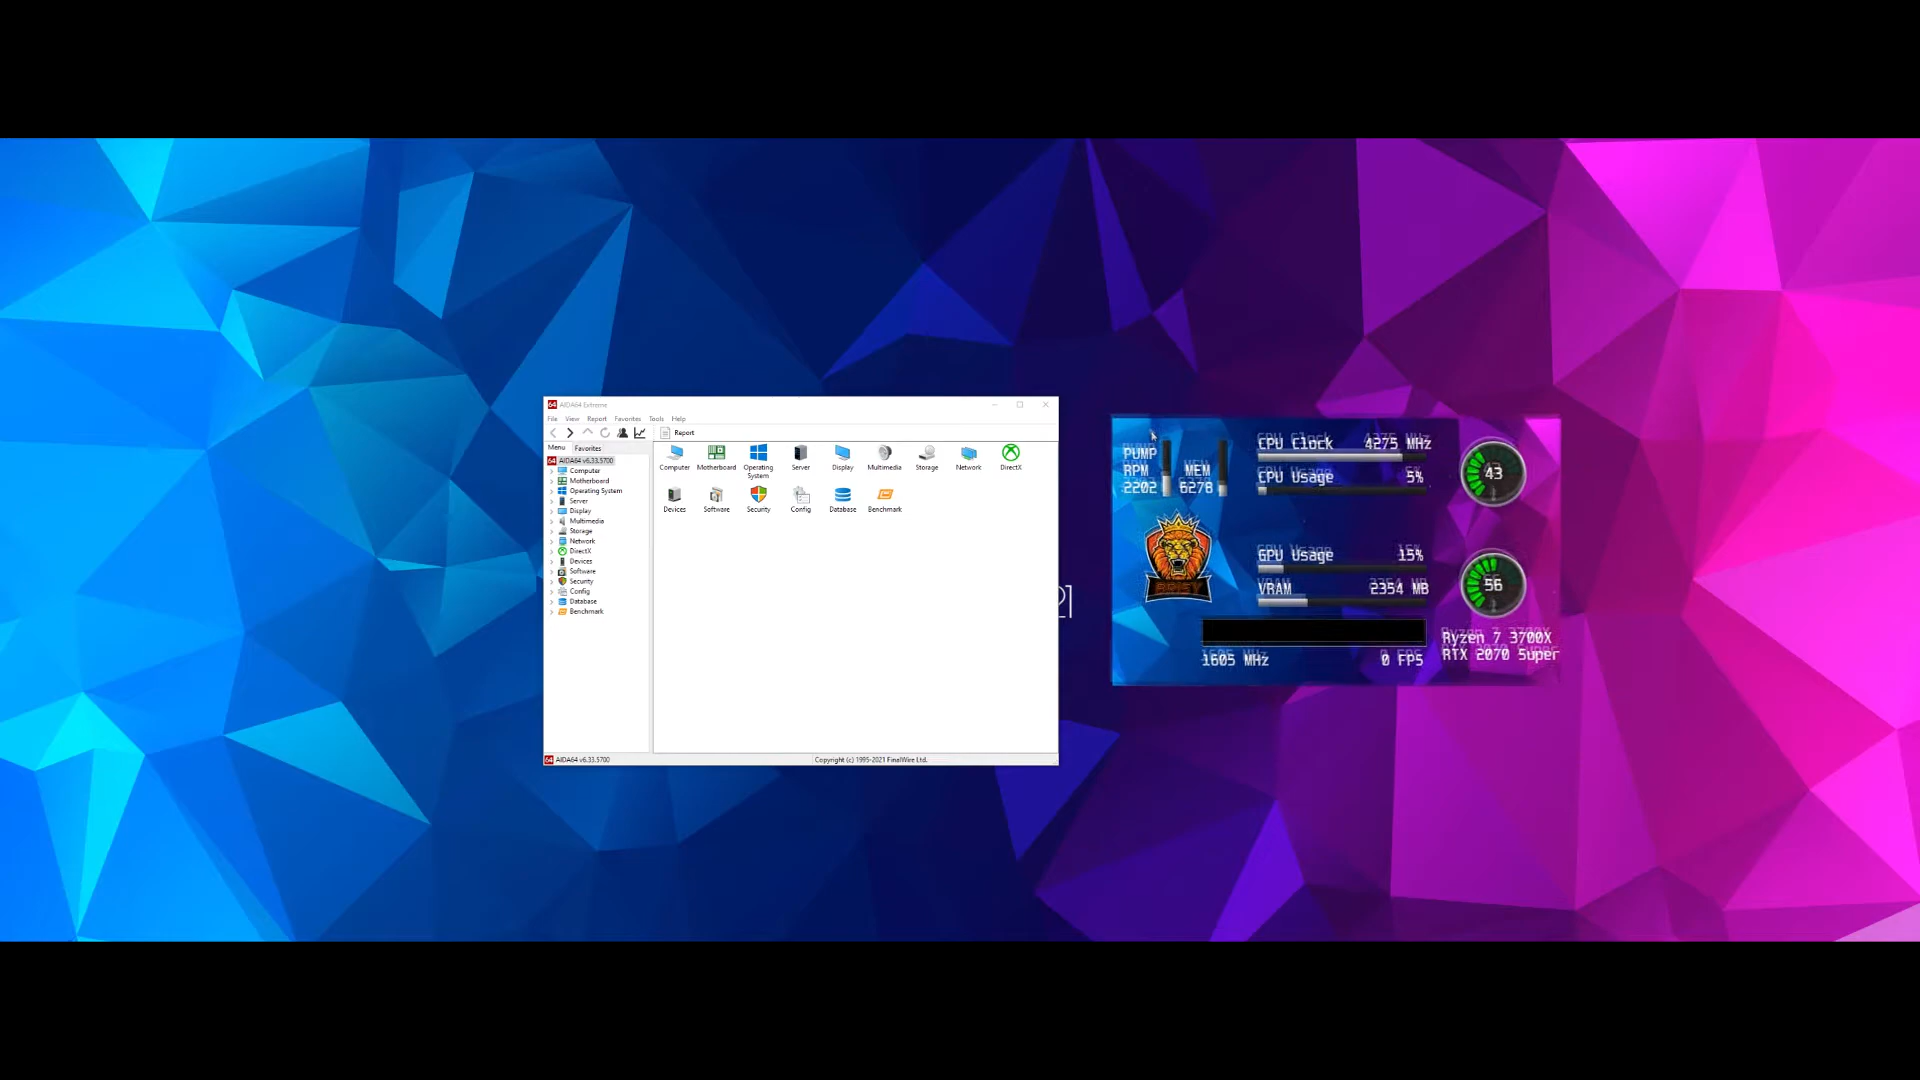 AIDA64 Extreme
File View Report Favorites Tools Help
Report
Menu Favorites
AIDA64 v6.33.5700
Computer
Motherboard
Operating System
Server
Display
Multimedia
Storage
Network
DirectX
Devices
Software
Security
Config
Database
Benchmark
Computer Motherboard Operating System Server Display Multimedia Storage Network DirectX
Devices Software Security Config Database Benchmark
AIDA64 v6.33.5700 Copyright (c) 1995-2021 FinalWire Ltd.
PUMP
RPM MEM
2202 6278
CPU Clock 4275 MHz
CPU Usage 5%
43
GPU Usage 15%
VRAM 2354 MB
56
1605 MHz 0 FPS
Ryzen 7 3700X
RTX 2070 Super